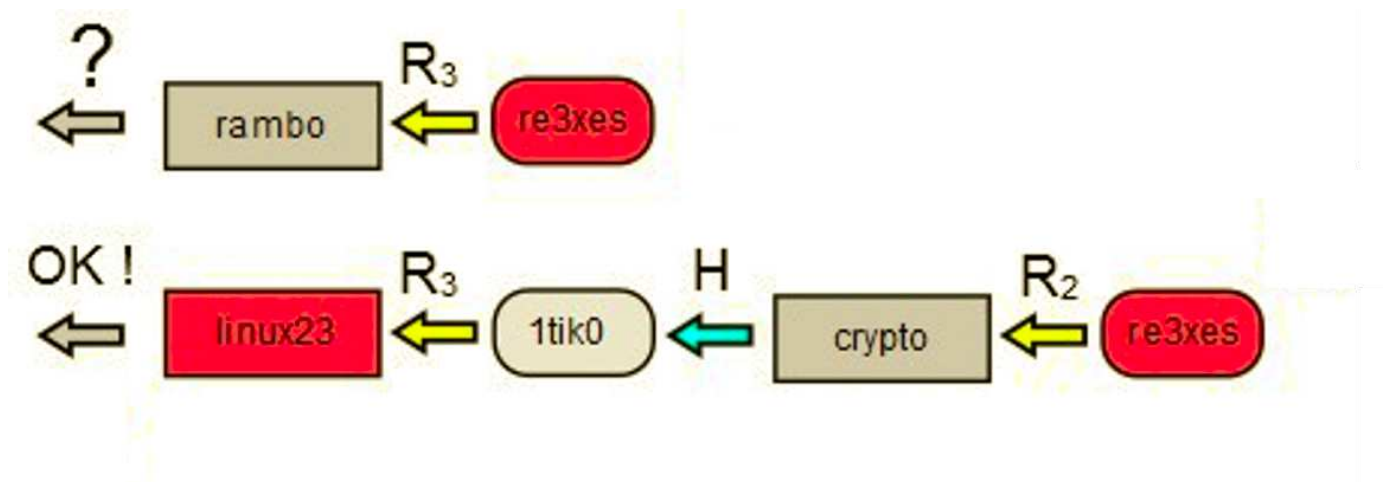 ? R₃
rambo re3xes
OK ! R₃ H R₂
linux23 1tik0 crypto re3xes